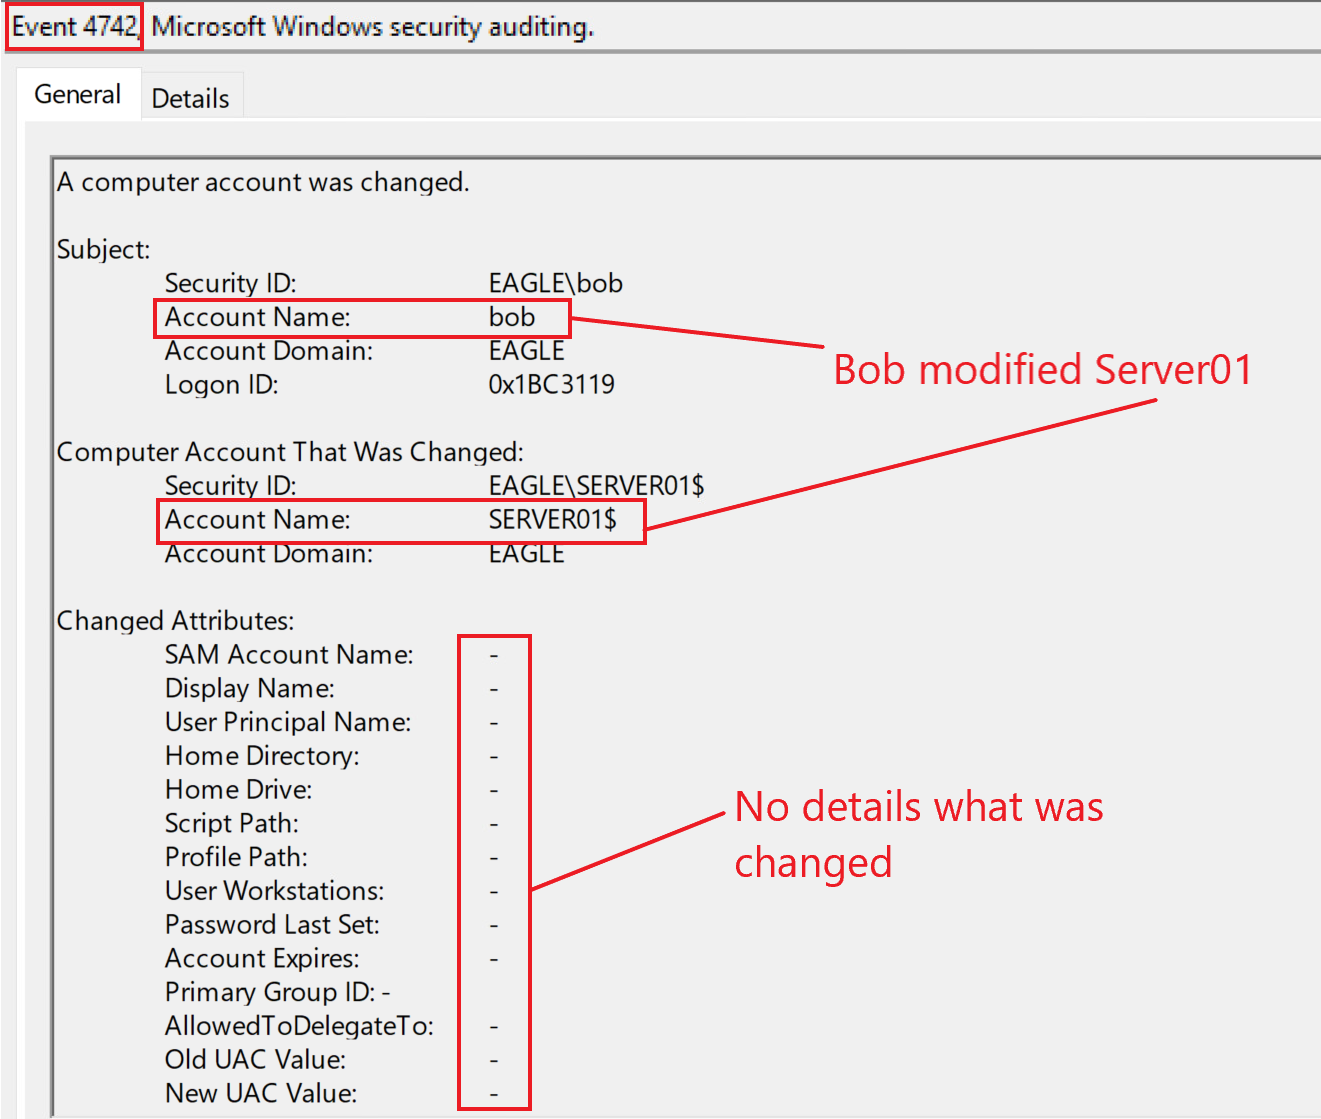 Event 4742, Microsoft Windows security auditing.
General
Details
A computer account was changed.
Subject:
Security ID: EAGLE\bob
Account Name: bob
Account Domain: EAGLE
Logon ID: 0x1BC3119
Bob modified Server01
Computer Account That Was Changed:
Security ID: EAGLE\SERVER01$
Account Name: SERVER01$
Account Domain: EAGLE
Changed Attributes:
SAM Account Name: -
Display Name: -
User Principal Name: -
Home Directory: -
Home Drive: -
Script Path: -
Profile Path: -
User Workstations: -
Password Last Set: -
Account Expires: -
Primary Group ID: -
AllowedToDelegateTo: -
Old UAC Value: -
New UAC Value: -
No details what was
changed